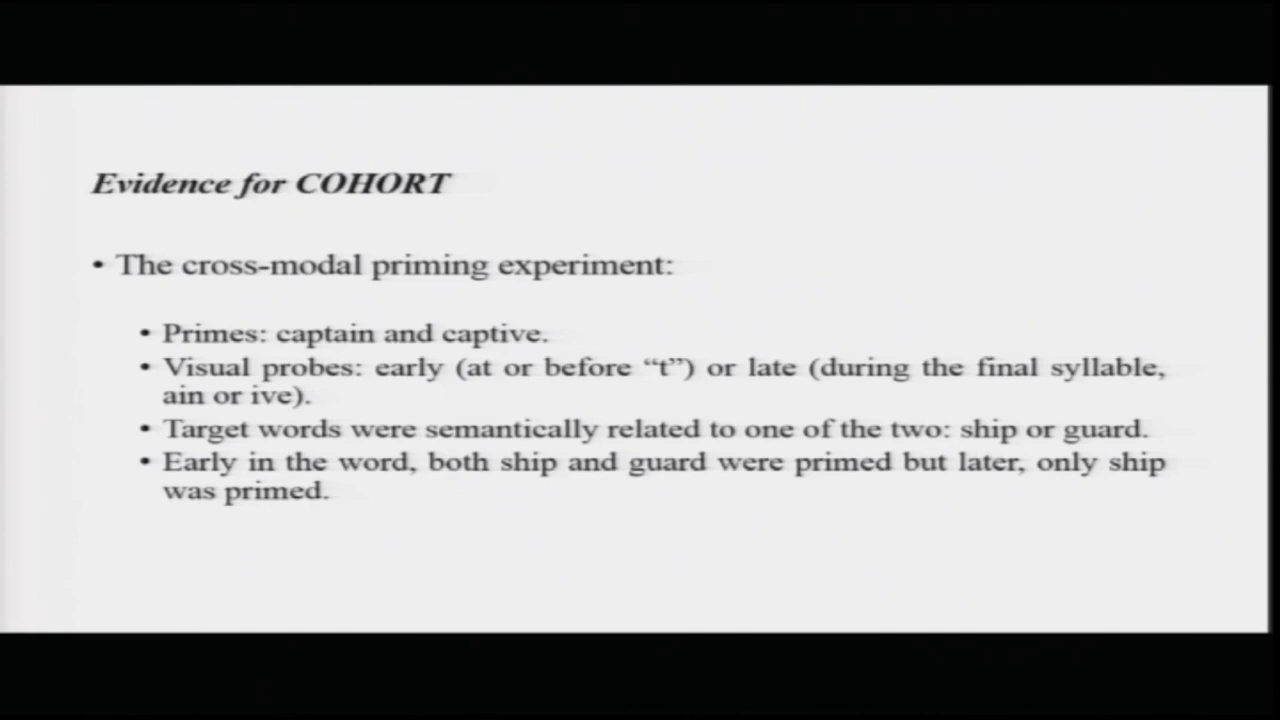 Evidence for COHORT
• The cross-modal priming experiment:
• Primes: captain and captive.
• Visual probes: early (at or before “t”) or late (during the final syllable,
ain or ive).
• Target words were semantically related to one of the two: ship or guard.
• Early in the word, both ship and guard were primed but later, only ship
was primed.